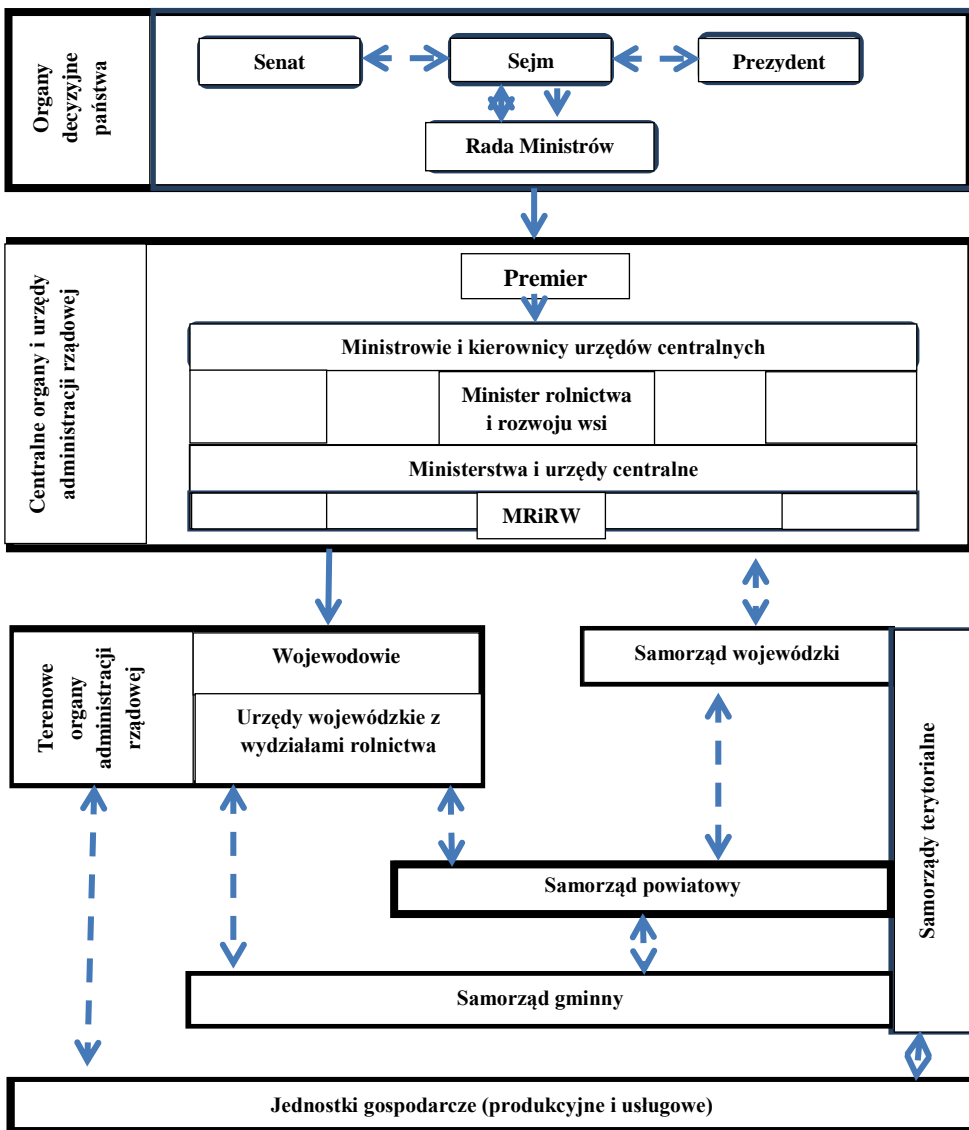 Organy
decyzyjne
państwa
Senat
Sejm
Prezydent
Rada Ministrów
Centralne organy i urzędy
administracji rządowej
Premier
Ministrowie i kierownicy urzędów centralnych
Minister rolnictwa
i rozwoju wsi
Ministerstwa i urzędy centralne
MRiRW
Terenowe
organy
administracji
rządowej
Wojewodowie
Urzędy wojewódzkie z
wydziałami rolnictwa
Samorząd wojewódzki
Samorządy terytorialne
Samorząd powiatowy
Samorząd gminny
Jednostki gospodarcze (produkcyjne i usługowe)